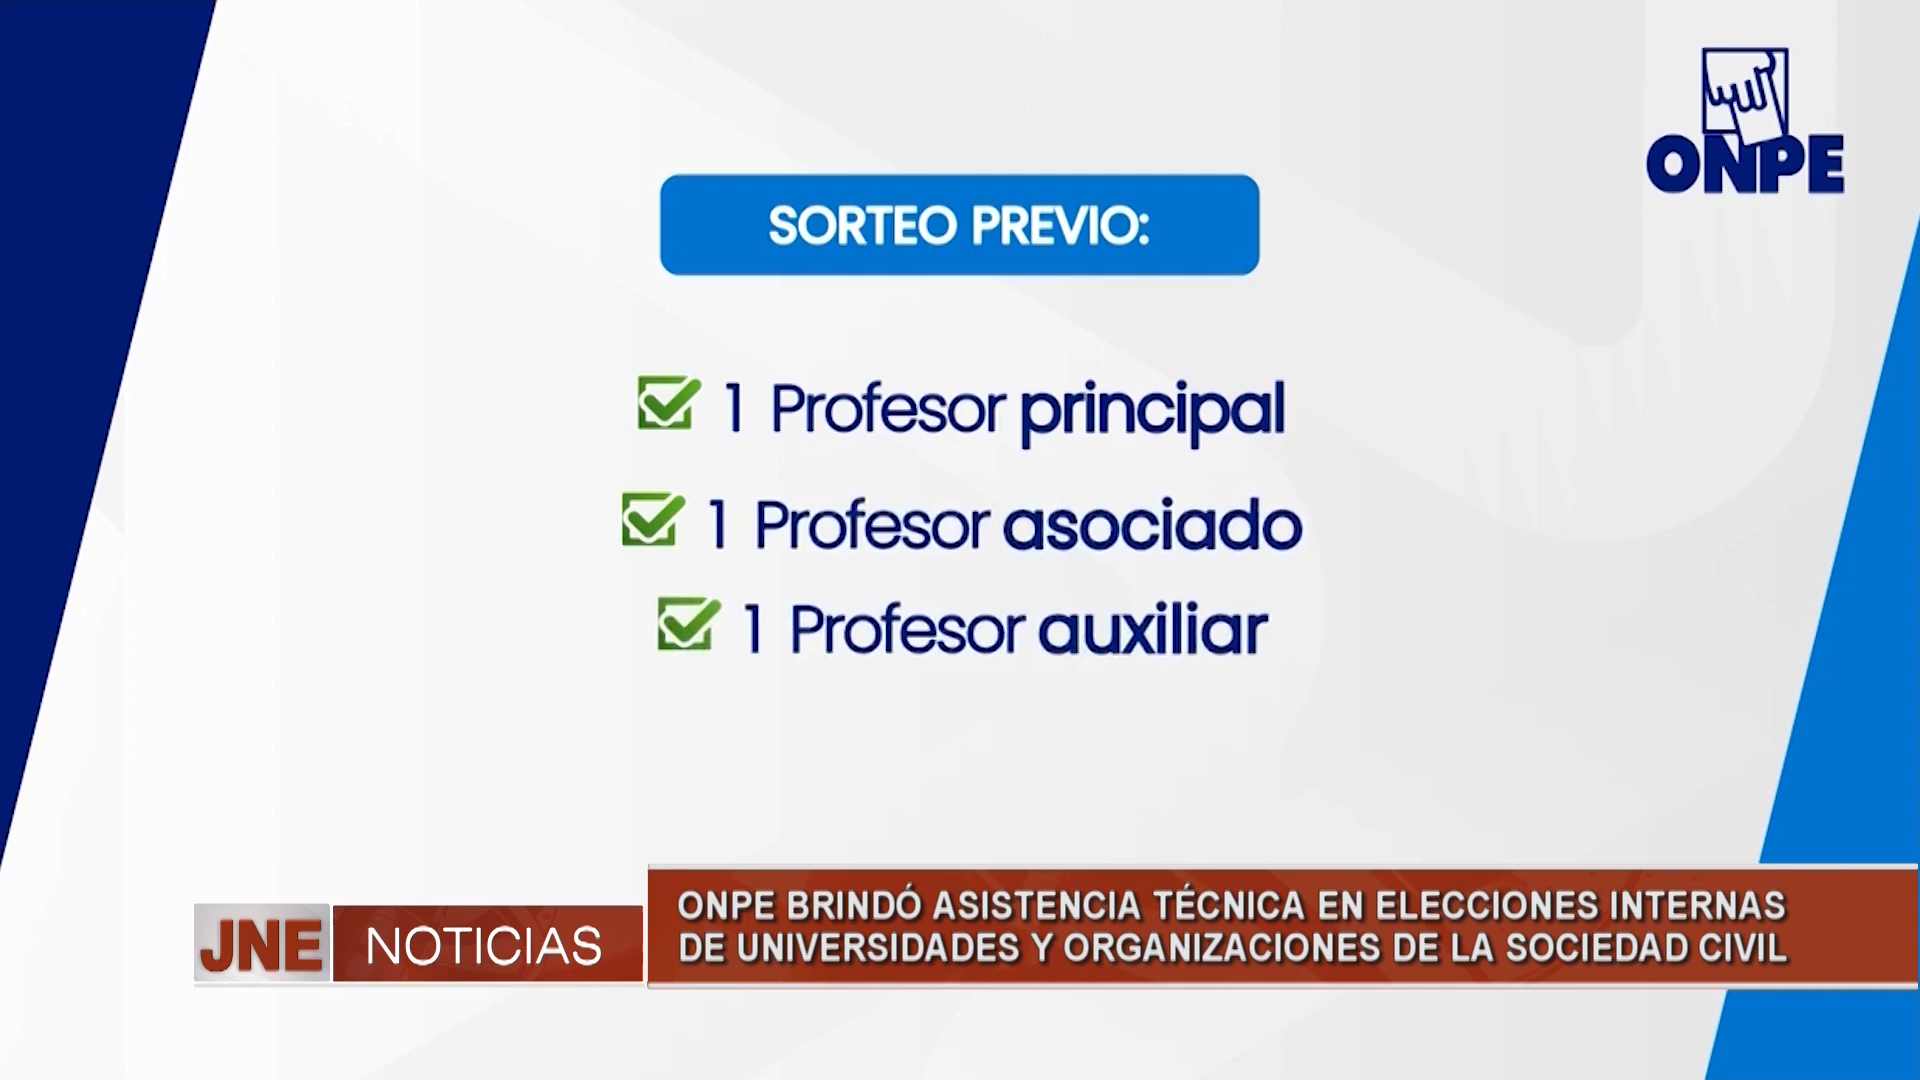 ONPE
SORTEO PREVIO:
1 Profesor principal
1 Profesor asociado
1 Profesor auxiliar
JNE NOTICIAS
ONPE BRINDÓ ASISTENCIA TÉCNICA EN ELECCIONES INTERNAS
DE UNIVERSIDADES Y ORGANIZACIONES DE LA SOCIEDAD CIVIL